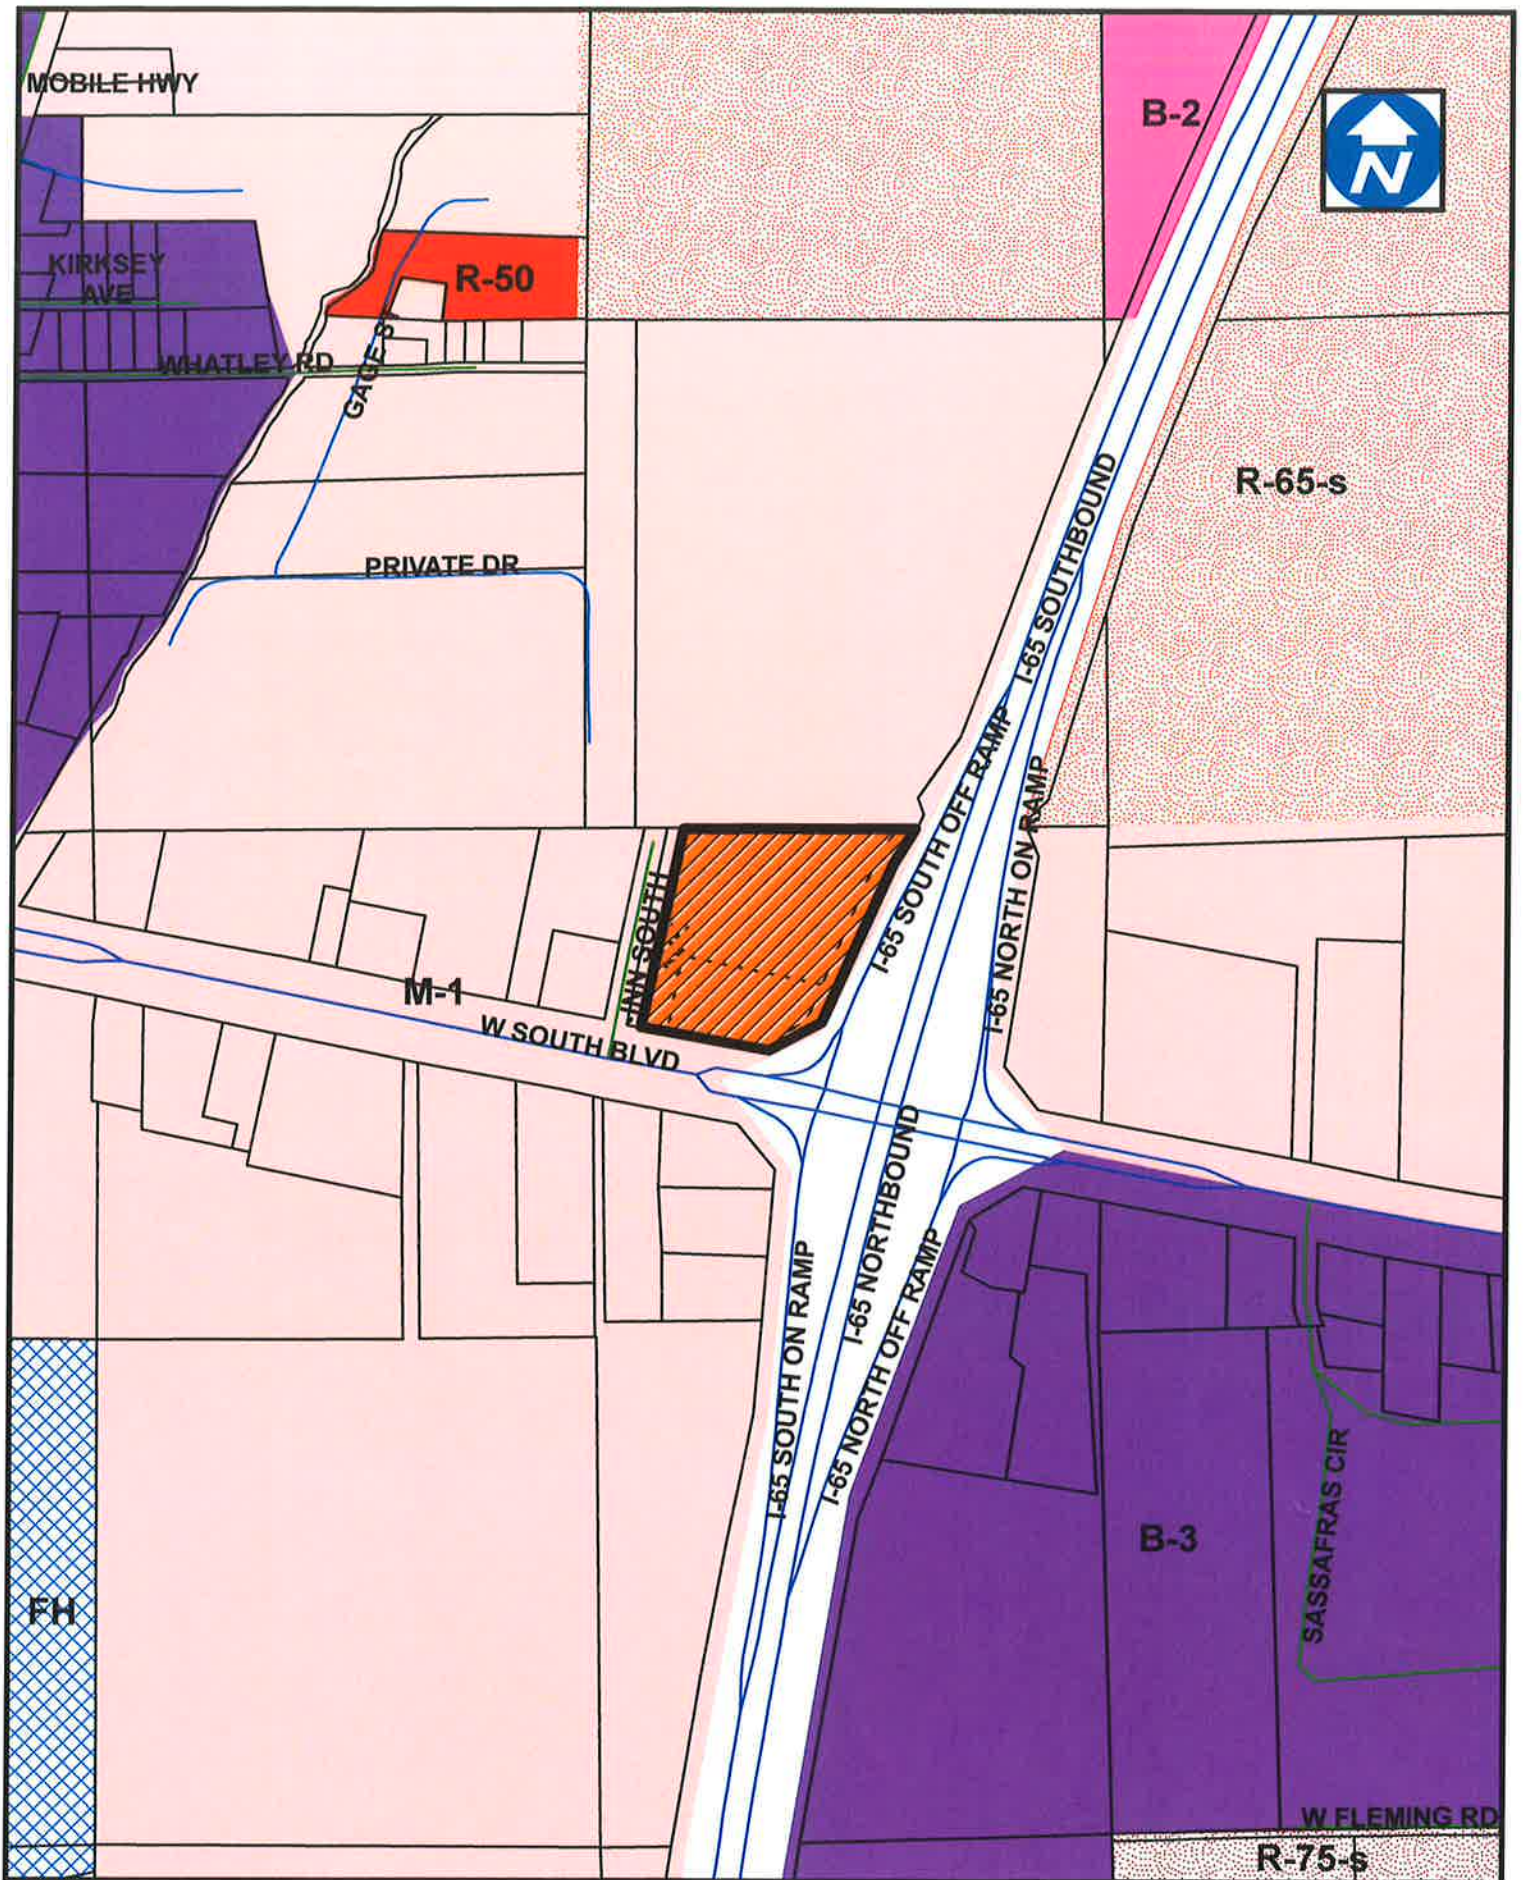 MOBILE HWY
B-2
N
KIRKSEY
AVE
R-50
WHATLEY RD
GAGE ST
R-65-s
I-65 SOUTHBOUND
PRIVATE DR
I-65 SOUTH OFF RAMP
I-65 NORTH ON RAMP
INN SOUTH
M-1
W SOUTH BLVD
I-65 NORTHBOUND
I-65 SOUTH ON RAMP
I-65 NORTH OFF RAMP
B-3
SASSAFRAS CIR
FH
W FLEMING RD
R-75-s